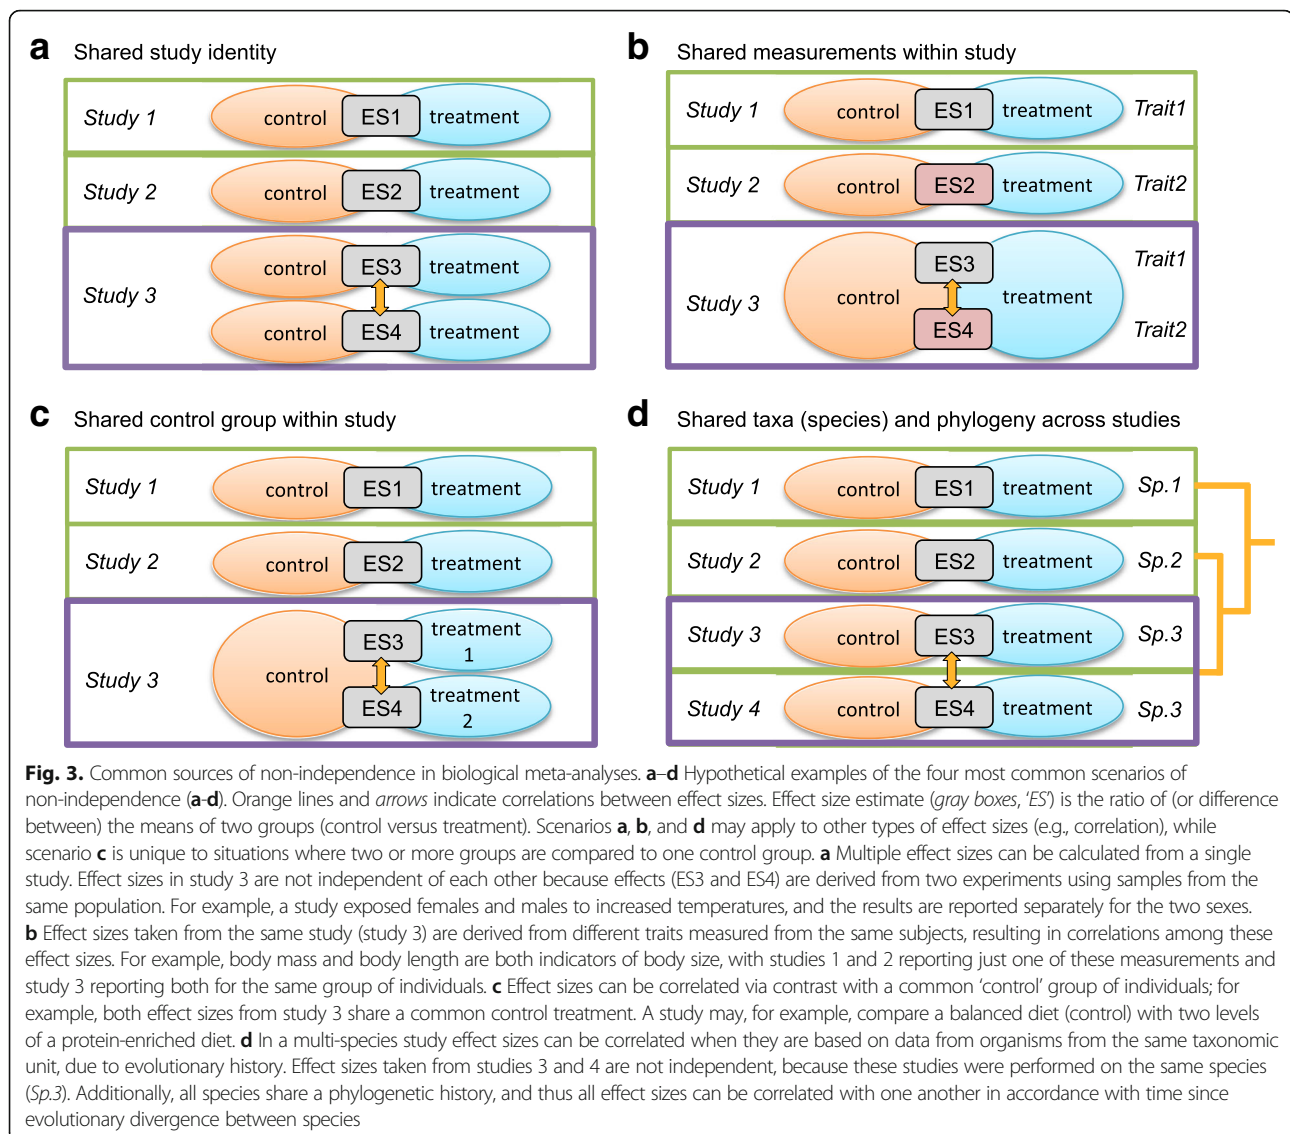 a Shared study identity
Study 1 control ES1 treatment
Study 2 control ES2 treatment
Study 3
control ES3 treatment
control ES4 treatment
b Shared measurements within study
Study 1 control ES1 treatment Trait1
Study 2 control ES2 treatment Trait2
Study 3 control treatment
ES3 Trait1
ES4 Trait2
c Shared control group within study
Study 1 control ES1 treatment
Study 2 control ES2 treatment
Study 3 control
ES3 treatment
1
ES4 treatment
2
d Shared taxa (species) and phylogeny across studies
Study 1 control ES1 treatment Sp.1
Study 2 control ES2 treatment Sp.2
Study 3 control ES3 treatment Sp.3
Study 4 control ES4 treatment Sp.3
Fig. 3. Common sources of non-independence in biological meta-analyses. a–d Hypothetical examples of the four most common scenarios of
non-independence (a-d). Orange lines and arrows indicate correlations between effect sizes. Effect size estimate (gray boxes, ‘ES’) is the ratio of (or difference
between) the means of two groups (control versus treatment). Scenarios a, b, and d may apply to other types of effect sizes (e.g., correlation), while
scenario c is unique to situations where two or more groups are compared to one control group. a Multiple effect sizes can be calculated from a single
study. Effect sizes in study 3 are not independent of each other because effects (ES3 and ES4) are derived from two experiments using samples from the
same population. For example, a study exposed females and males to increased temperatures, and the results are reported separately for the two sexes.
b Effect sizes taken from the same study (study 3) are derived from different traits measured from the same subjects, resulting in correlations among these
effect sizes. For example, body mass and body length are both indicators of body size, with studies 1 and 2 reporting just one of these measurements and
study 3 reporting both for the same group of individuals. c Effect sizes can be correlated via contrast with a common ‘control’ group of individuals; for
example, both effect sizes from study 3 share a common control treatment. A study may, for example, compare a balanced diet (control) with two levels
of a protein-enriched diet. d In a multi-species study effect sizes can be correlated when they are based on data from organisms from the same taxonomic
unit, due to evolutionary history. Effect sizes taken from studies 3 and 4 are not independent, because these studies were performed on the same species
(Sp.3). Additionally, all species share a phylogenetic history, and thus all effect sizes can be correlated with one another in accordance with time since
evolutionary divergence between species